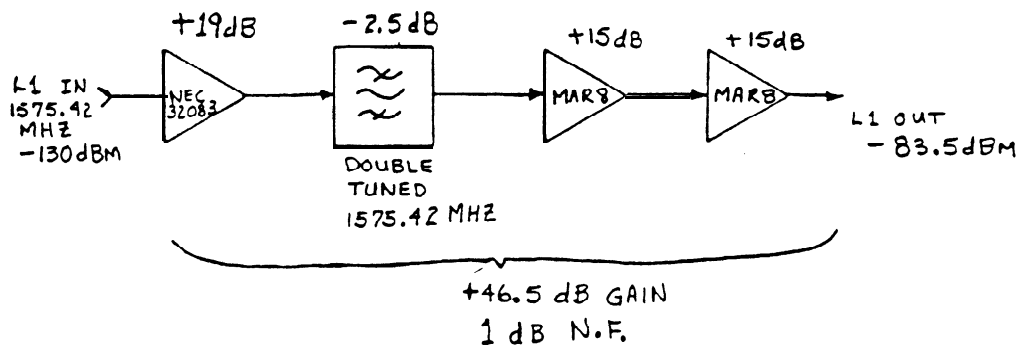 +19dB
-2.5dB
+15dB
+15dB
L1 IN
1575.42
MHZ
-130dBM
NEC
32083
MAR8
MAR8
L1 OUT
- 83.5dBM
DOUBLE
TUNED
1575.42 MHZ
+46.5 dB GAIN
1 dB N.F.